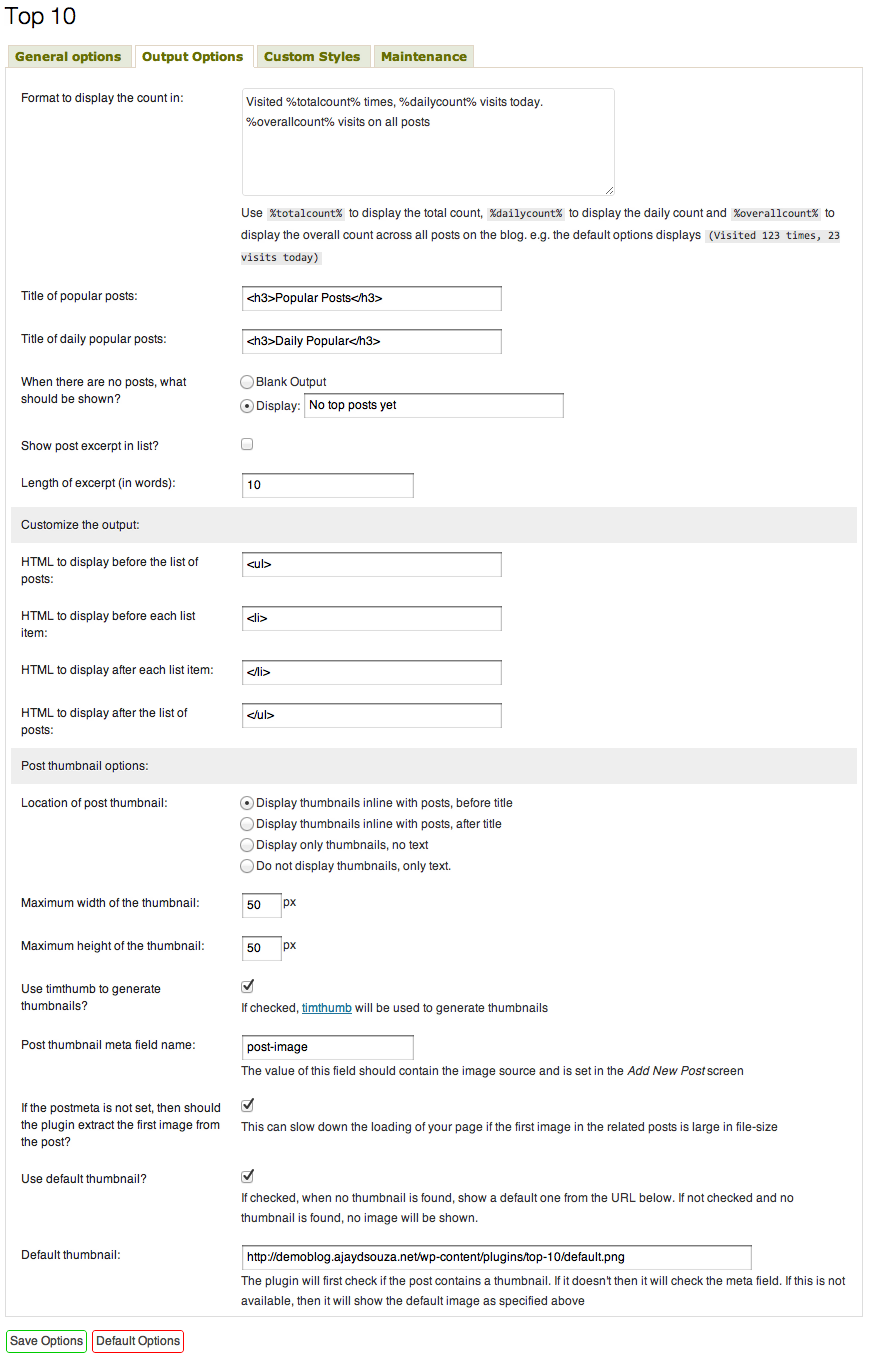 Top 10
General options
Output Options
Custom Styles
Maintenance
Format to display the count in:
Visited %totalcount% times, %dailycount% visits today.
%overallcount% visits on all posts
Use %totalcount% to display the total count, %dailycount% to display the daily count and %overallcount% to
display the overall count across all posts on the blog. e.g. the default options displays (Visited 123 times, 23
visits today)
Title of popular posts:
<h3>Popular Posts</h3>
Title of daily popular posts:
<h3>Daily Popular</h3>
When there are no posts, what
should be shown?
Blank Output
Display: No top posts yet
Show post excerpt in list?
Length of excerpt (in words):
10
Customize the output:
HTML to display before the list of
posts:
<ul>
HTML to display before each list
item:
<li>
HTML to display after each list item:
</li>
HTML to display after the list of
posts:
</ul>
Post thumbnail options:
Location of post thumbnail:
Display thumbnails inline with posts, before title
Display thumbnails inline with posts, after title
Display only thumbnails, no text
Do not display thumbnails, only text.
Maximum width of the thumbnail:
50 px
Maximum height of the thumbnail:
50 px
Use timthumb to generate
thumbnails?
If checked, timthumb will be used to generate thumbnails
Post thumbnail meta field name:
post-image
The value of this field should contain the image source and is set in the Add New Post screen
If the postmeta is not set, then should
the plugin extract the first image from
the post?
This can slow down the loading of your page if the first image in the related posts is large in file-size
Use default thumbnail?
If checked, when no thumbnail is found, show a default one from the URL below. If not checked and no
thumbnail is found, no image will be shown.
Default thumbnail:
http://demoblog.ajaydsouza.net/wp-content/plugins/top-10/default.png
The plugin will first check if the post contains a thumbnail. If it doesn't then it will check the meta field. If this is not
available, then it will show the default image as specified above
Save Options
Default Options